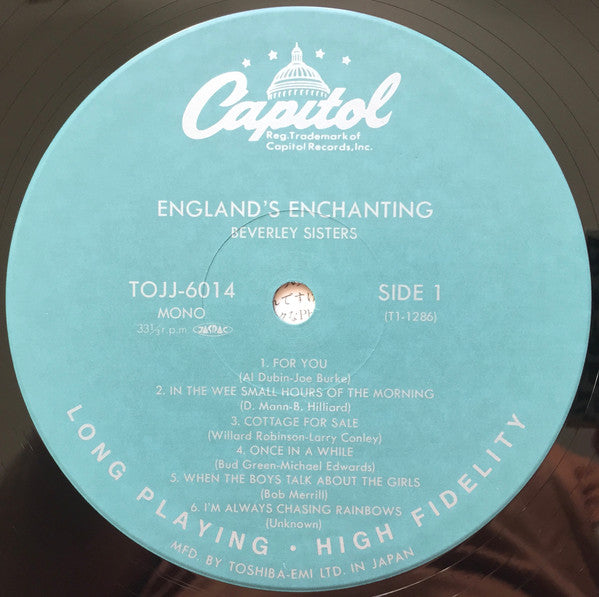 Capitol
Reg.Trademark of
Capitol Records,Inc.
ENGLAND'S ENCHANTING
BEVERLEY SISTERS
TOJJ-6014
SIDE 1
MONO
(T1-1286)
33⅓ r.p.m. JASRAC
1. FOR YOU
(Al Dubin-Joe Burke)
2. IN THE WEE SMALL HOURS OF THE MORNING
(D. Mann-B. Hilliard)
3. COTTAGE FOR SALE
(Willard Robinson-Larry Conley)
4. ONCE IN A WHILE
(Bud Green-Michael Edwards)
5. WHEN THE BOYS TALK ABOUT THE GIRLS
(Bob Merrill)
6. I'M ALWAYS CHASING RAINBOWS
(Unknown)
LONG PLAYING • HIGH FIDELITY
MFD. BY TOSHIBA-EMI LTD. IN JAPAN